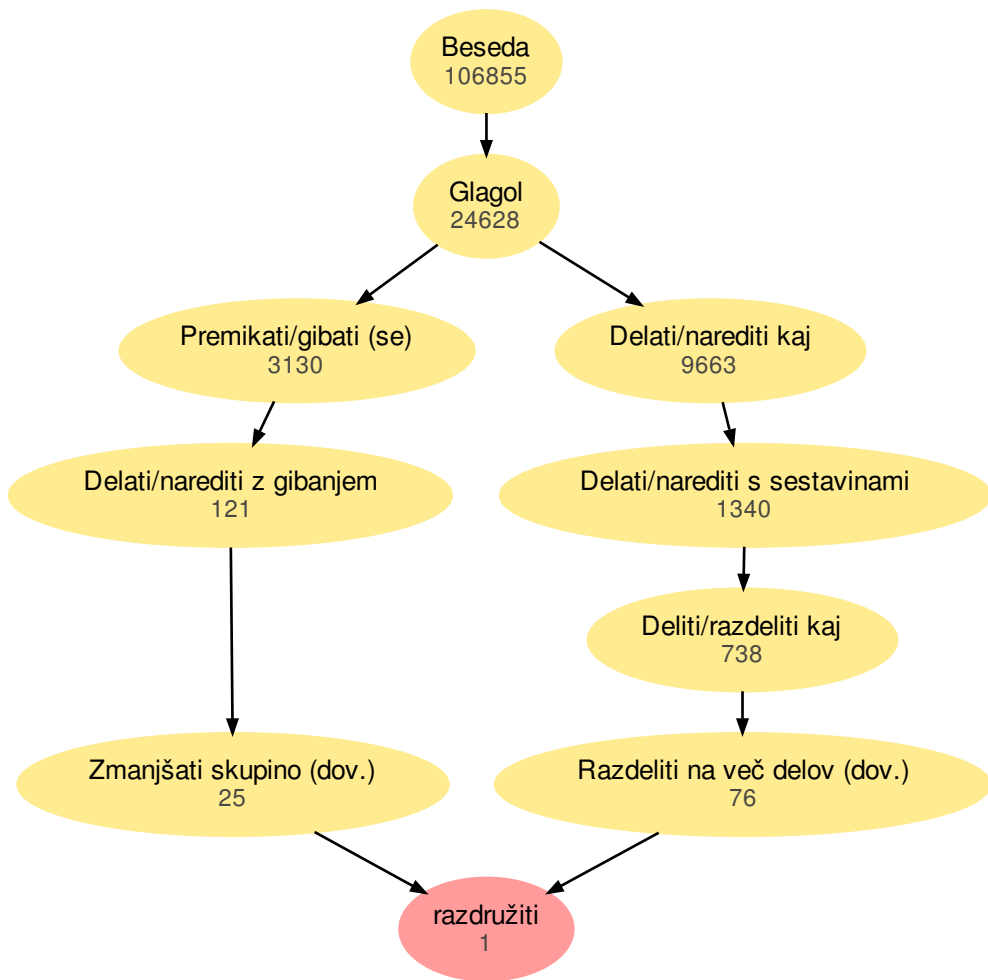 Beseda
106855
Glagol
24628
Premikati/gibati (se)
3130
Delati/narediti kaj
9663
Delati/narediti z gibanjem
121
Delati/narediti s sestavinami
1340
Deliti/razdeliti kaj
738
Zmanjšati skupino (dov.)
25
Razdeliti na več delov (dov.)
76
razdružiti
1